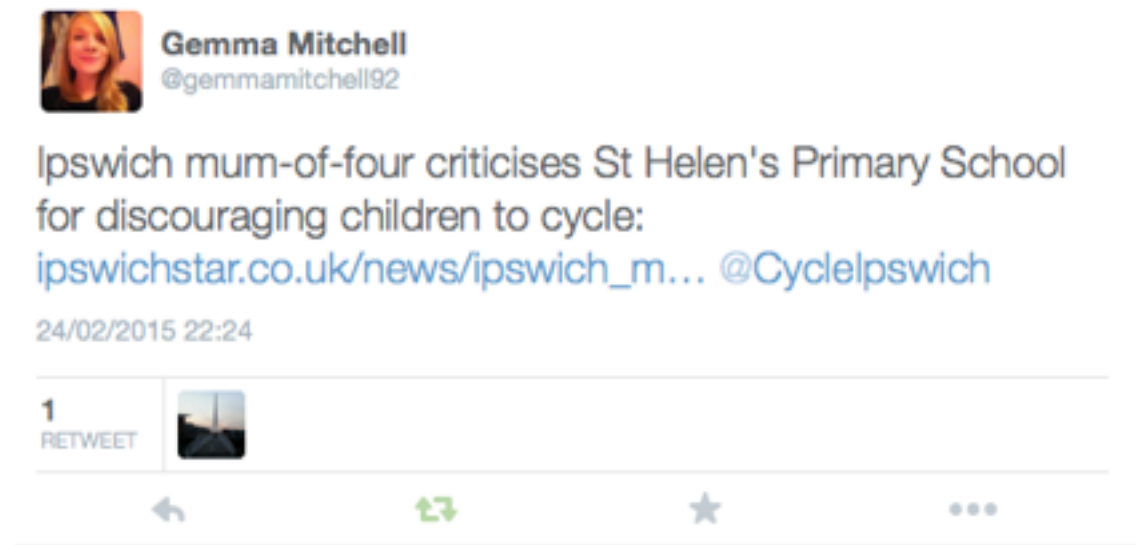 Gemma Mitchell
@gemmamitchell92
Ipswich mum-of-four criticises St Helen's Primary School
for discouraging children to cycle:
ipswichstar.co.uk/news/ipswich_m... @CycleIpswich
24/02/2015 22:24
1
RETWEET